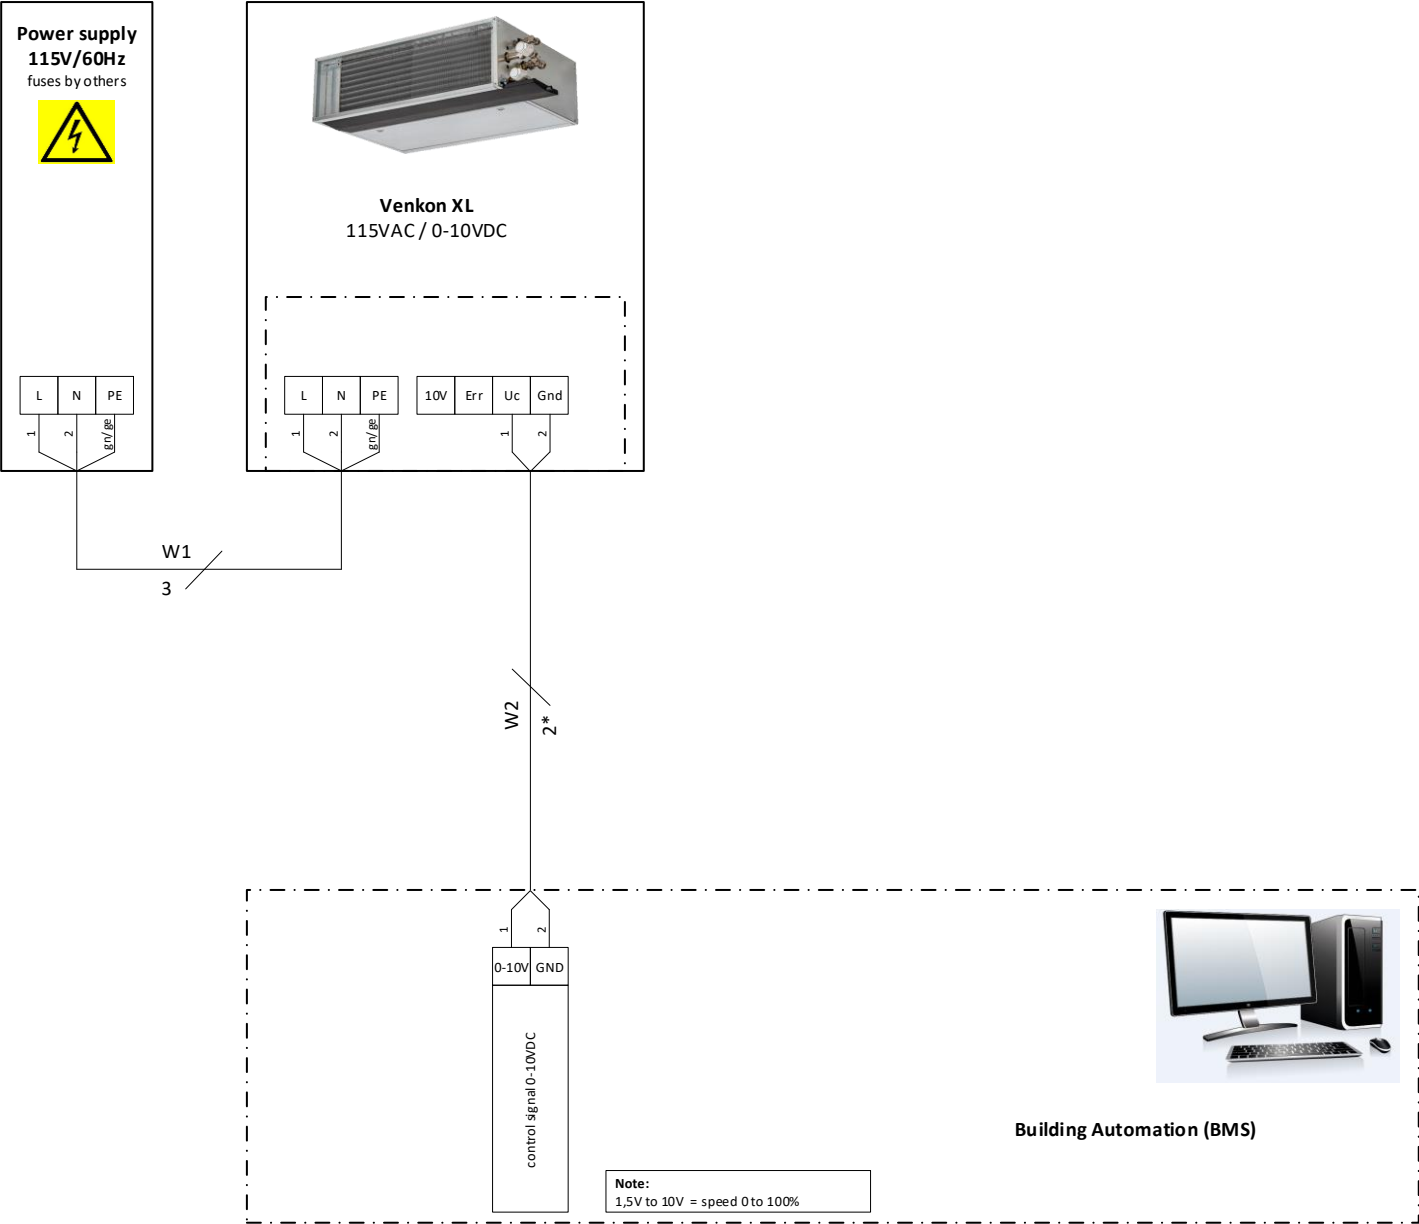 Power supply
115V/60Hz
fuses by others
Venkon XL
115VAC / 0-10VDC
L N PE
1 2 gn/ge
L N PE 10V Err Uc Gnd
1 2 gn/ge 1 2
W1
3
W2
2*
1 2
0-10V GND
control signal 0-10VDC
Building Automation (BMS)
Note:
1,5V to 10V = speed 0 to 100%